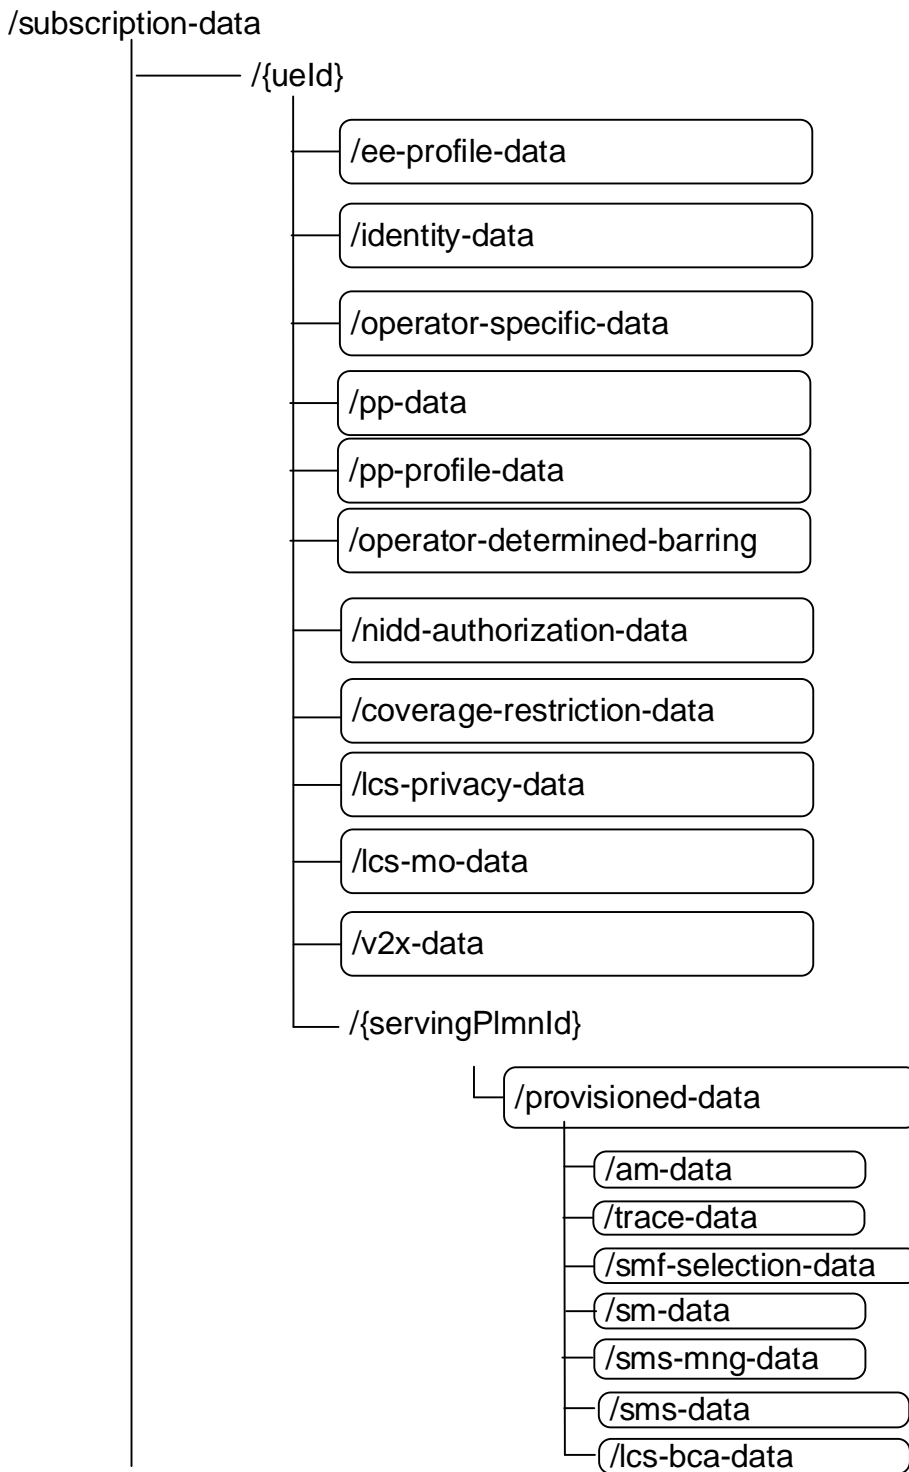 /subscription-data
/{ueId}
/ee-profile-data
/identity-data
/operator-specific-data
/pp-data
/pp-profile-data
/operator-determined-barring
/nidd-authorization-data
/coverage-restriction-data
/lcs-privacy-data
/lcs-mo-data
/v2x-data
/{servingPlmnId}
/provisioned-data
/am-data
/trace-data
/smf-selection-data
/sm-data
/sms-mng-data
/sms-data
/lcs-bca-data